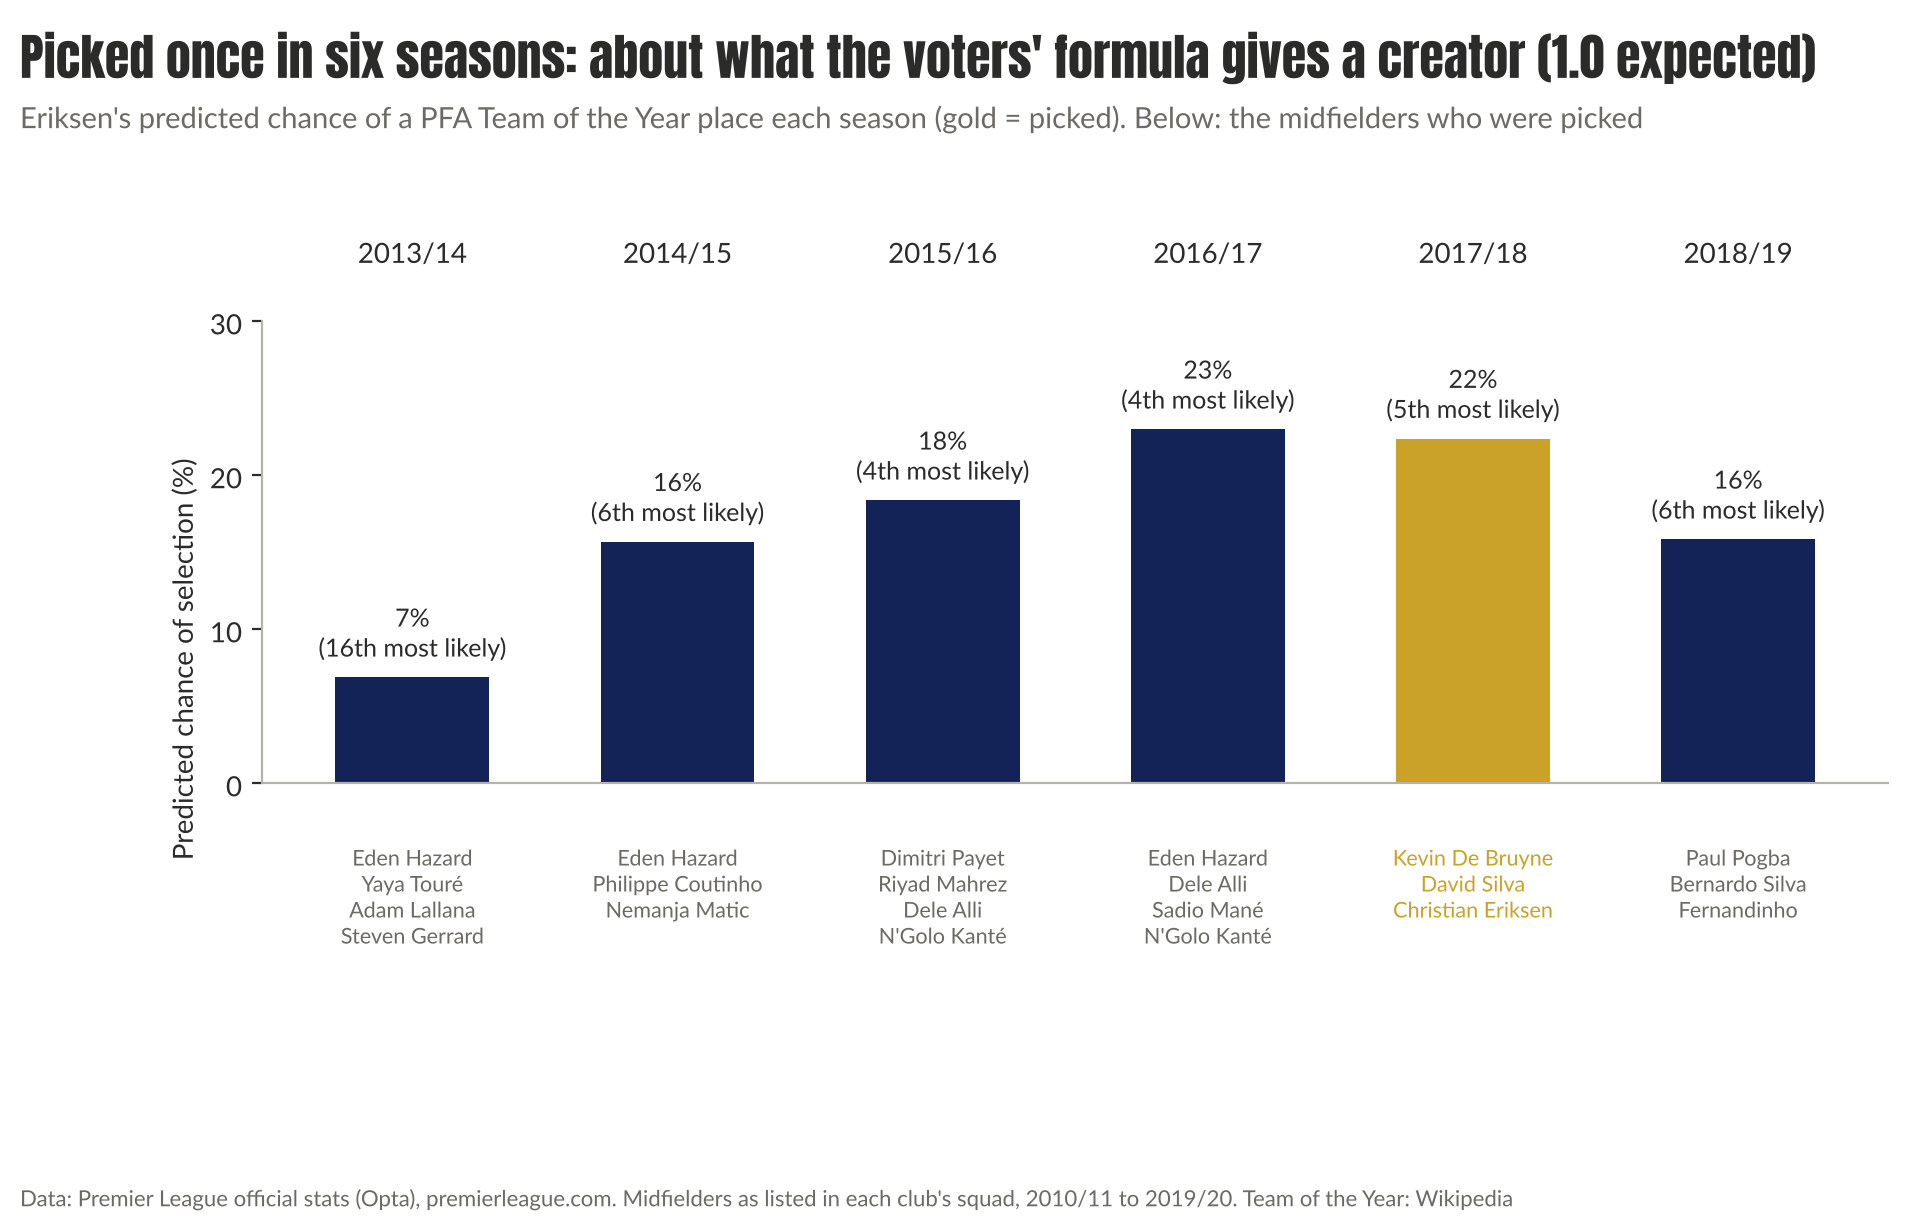 Picked once in six seasons: about what the voters' formula gives a creator (1.0 expected)
Eriksen's predicted chance of a PFA Team of the Year place each season (gold = picked). Below: the midfielders who were picked
2013/14
2014/15
2015/16
2016/17
2017/18
2018/19
Predicted chance of selection (%)
30
20
10
0
7%
(16th most likely)
16%
(6th most likely)
18%
(4th most likely)
23%
(4th most likely)
22%
(5th most likely)
16%
(6th most likely)
Eden Hazard
Yaya Touré
Adam Lallana
Steven Gerrard
Eden Hazard
Philippe Coutinho
Nemanja Matic
Dimitri Payet
Riyad Mahrez
Dele Alli
N'Golo Kanté
Eden Hazard
Dele Alli
Sadio Mané
N'Golo Kanté
Kevin De Bruyne
David Silva
Christian Eriksen
Paul Pogba
Bernardo Silva
Fernandinho
Data: Premier League official stats (Opta), premierleague.com. Midfielders as listed in each club's squad, 2010/11 to 2019/20. Team of the Year: Wikipedia